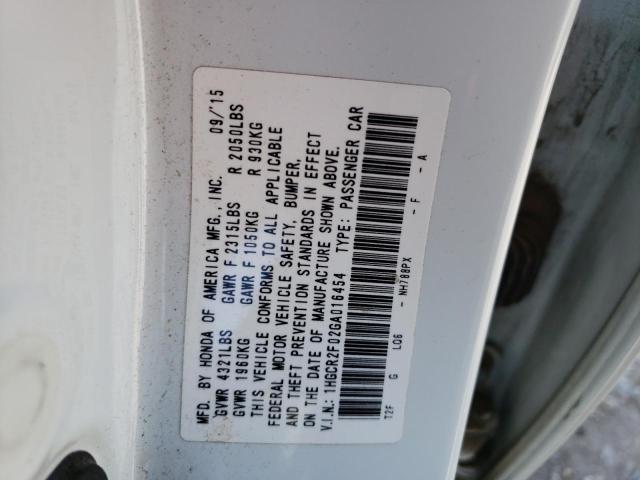 MFD. BY HONDA OF AMERICA MFG., INC. 09/'15
GVWR 4321LBS GAWR F 2315LBS R 2050LBS
GVWR 1960KG GAWR F 1050KG R 930KG
THIS VEHICLE CONFORMS TO ALL APPLICABLE
FEDERAL MOTOR VEHICLE SAFETY, BUMPER,
AND THEFT PREVENTION STANDARDS IN EFFECT
ON THE DATE OF MANUFACTURE SHOWN ABOVE.
V.I.N.: 1HGCR2F02GA016454 TYPE: PASSENGER CAR
T2F G L06 - NH788PX - F - A